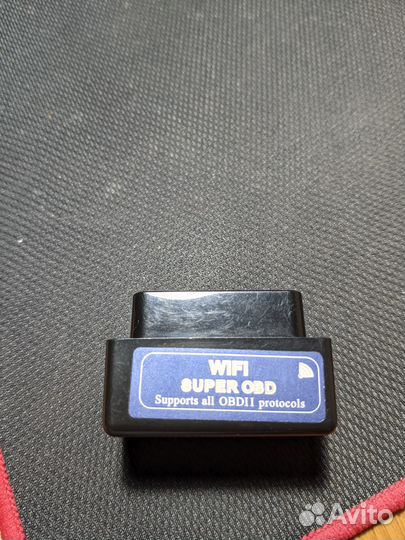 WIFI
SUPER OBD
Supports all OBDII protocols
Avito